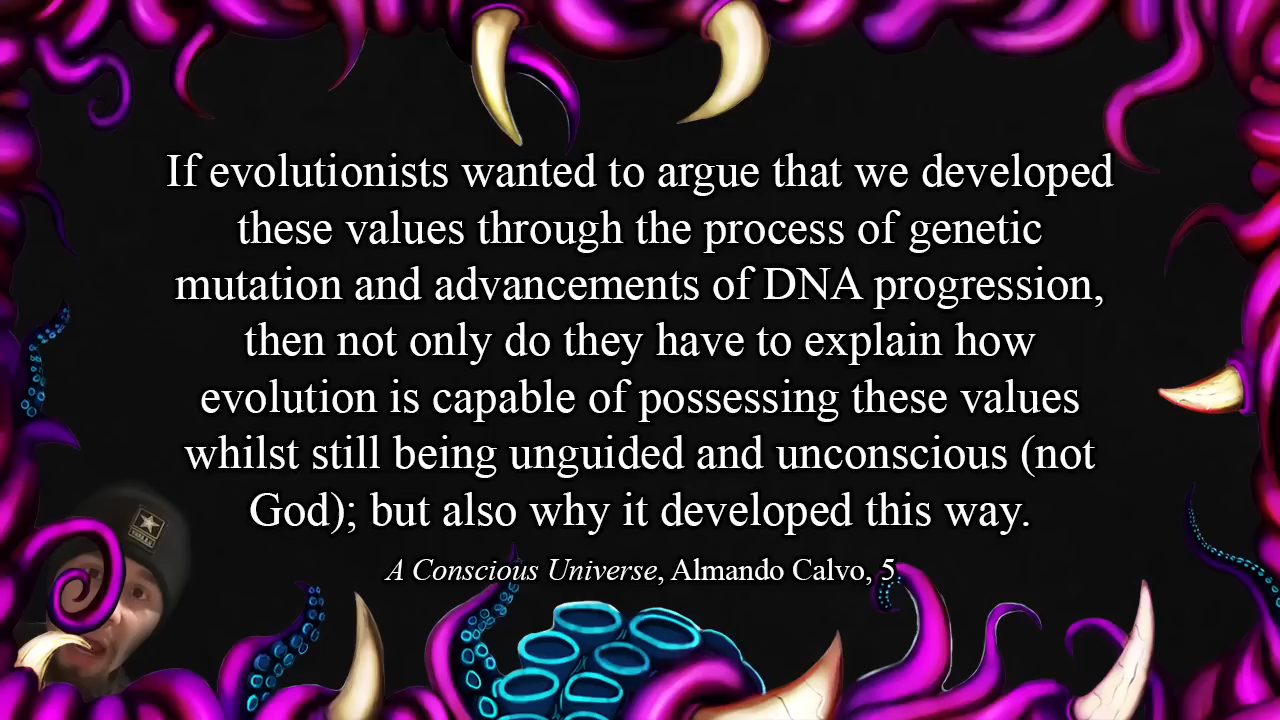 If evolutionists wanted to argue that we developed
these values through the process of genetic
mutation and advancements of DNA progression,
then not only do they have to explain how
evolution is capable of possessing these values
whilst still being unguided and unconscious (not
God); but also why it developed this way.
A Conscious Universe, Almando Calvo, 5